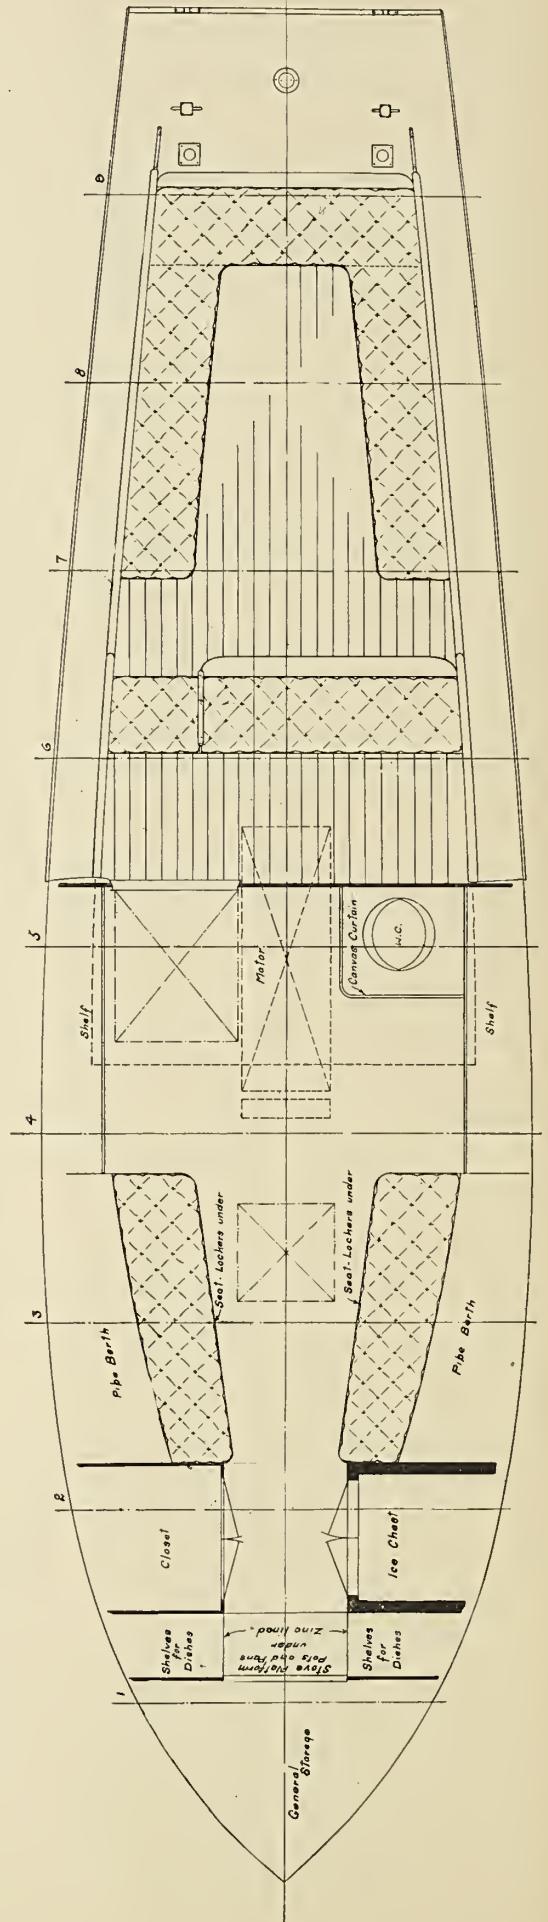 9
8
7
6
5
4
3
2
1
Motor
Canvas Curtain
W.C.
Shelf
Shelf
Seat-Lockers under
Seat-Lockers under
Pipe Berth
Pipe Berth
Closet
Ice Chest
Shelves
for
Dishes
Stove Platform
Pots and Pans
under
Zinc lined.
Shelves
for
Dishes
General
Storage